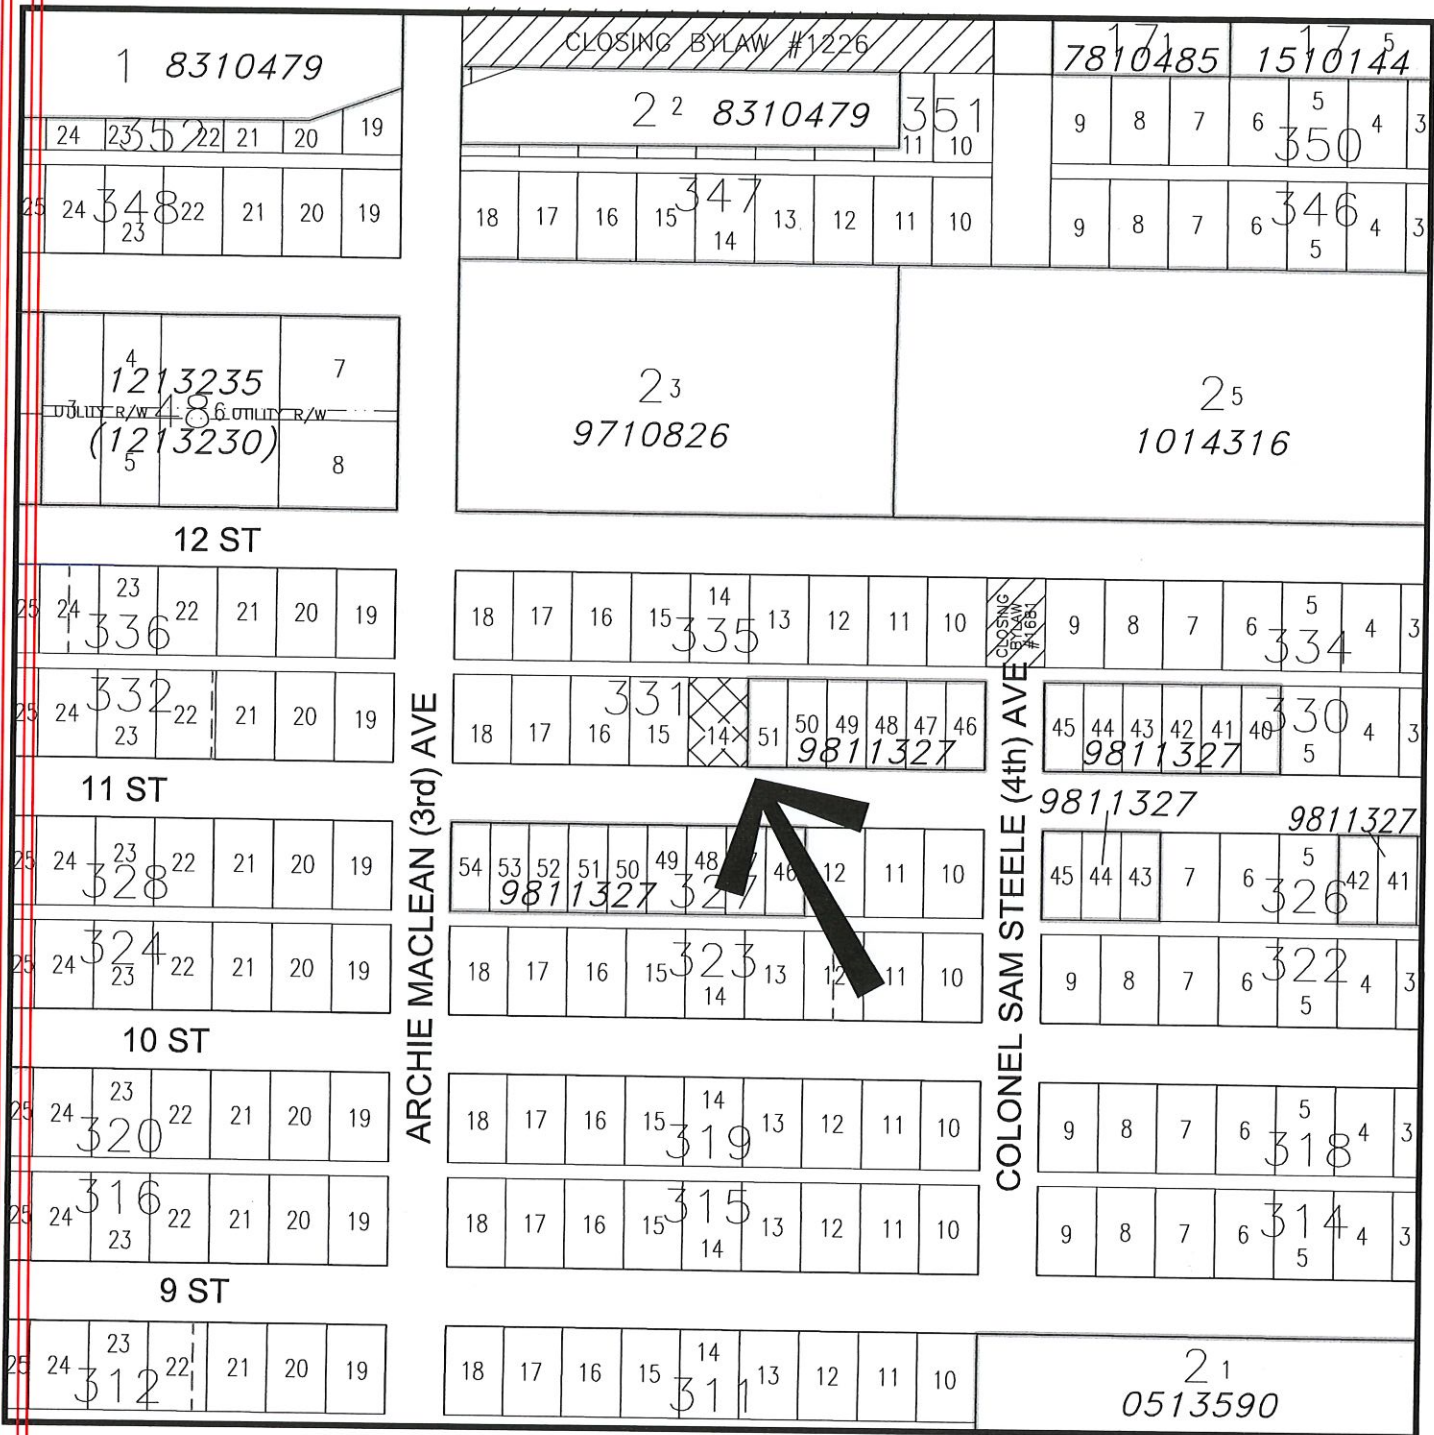 CLOSING BYLAW #1226
1 8310479
2 2 8310479
351
11 10
17 1
7810485
17 5
1510144
24 23 352 22 21 20 19
9 8 7 6 5 350 4 3
25 24 348 23 22 21 20 19
18 17 16 15 347 14 13 12 11 10
9 8 7 6 346 5 4 3
4 7
1213235
3 UTILITY R/W 486 UTILITY R/W
(1213230)
5 8
2 3
9710826
2 5
1014316
12 ST
25 24 23 336 22 21 20 19
18 17 16 15 14 335 13 12 11 10
CLOSING
BYLAW
#1681
9 8 7 6 5 334 4 3
25 24 332 23 22 21 20 19
18 17 16 331 15 14 51 50 49 48 47 46
9811327
45 44 43 42 41 40 330 5 4 3
9811327
11 ST
ARCHIE MACLEAN (3rd) AVE
COLONEL SAM STEELE (4th) AVE
9811327
9811327
25 24 23 328 22 21 20 19
54 53 52 51 50 49 48 46 12 11 10
9811327 327
45 44 43 7 6 5 326 42 41
25 24 324 23 22 21 20 19
18 17 16 15 323 14 13 12 11 10
9 8 7 6 322 5 4 3
10 ST
25 24 23 320 22 21 20 19
18 17 16 15 14 319 13 12 11 10
9 8 7 6 5 318 4 3
25 24 316 23 22 21 20 19
18 17 16 15 315 14 13 12 11 10
9 8 7 6 314 5 4 3
9 ST
25 24 23 312 22 21 20 19
18 17 16 15 14 311 13 12 11 10
2 1
0513590